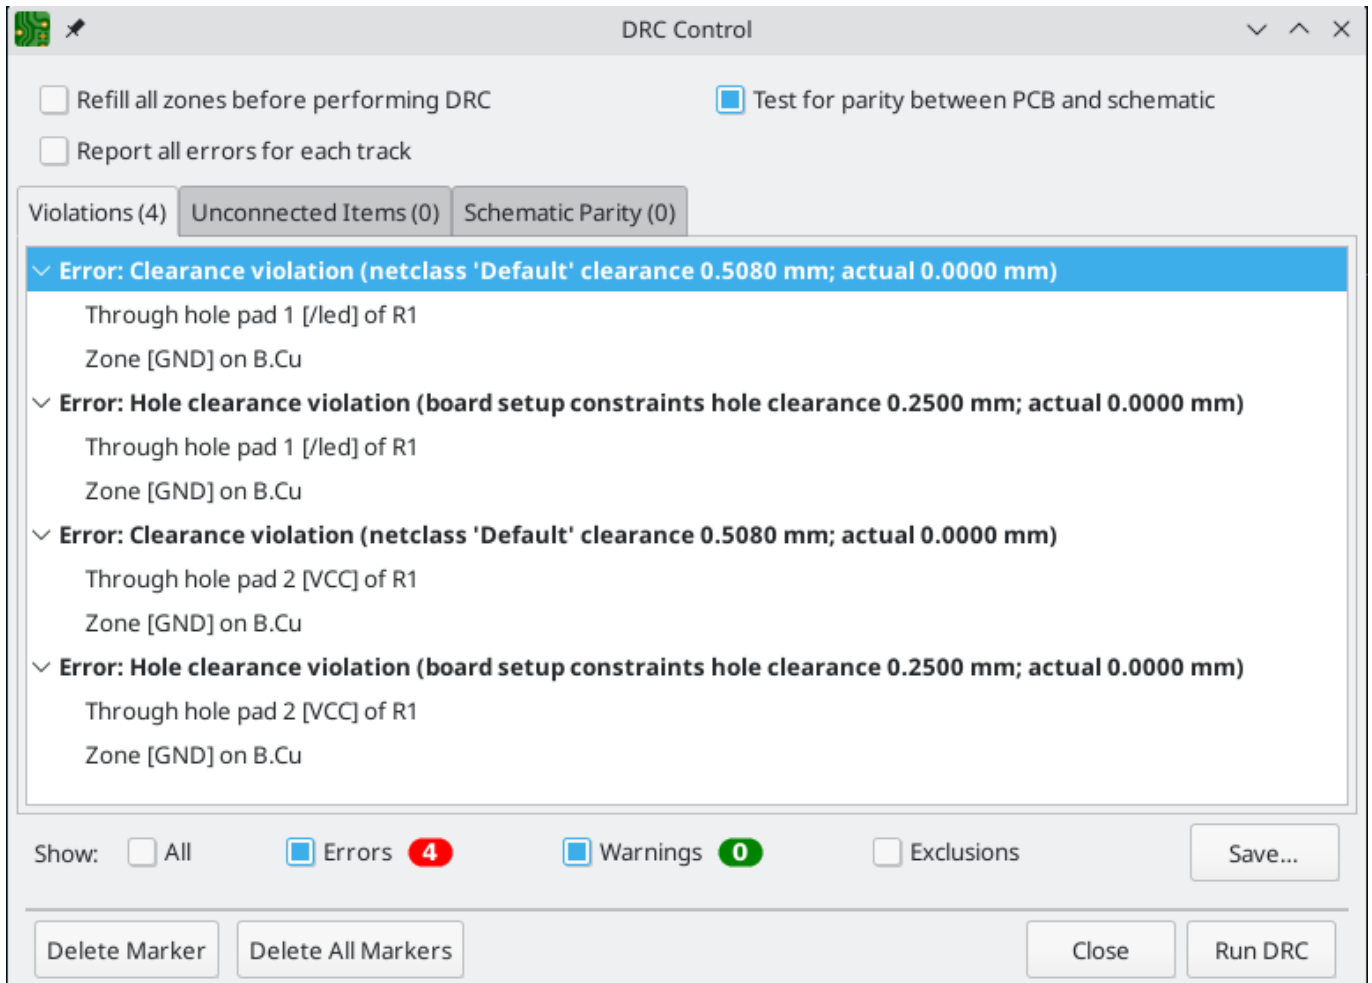 DRC Control
Refill all zones before performing DRC
Test for parity between PCB and schematic
Report all errors for each track
Violations (4)
Unconnected Items (0)
Schematic Parity (0)
Error: Clearance violation (netclass 'Default' clearance 0.5080 mm; actual 0.0000 mm)
Through hole pad 1 [/led] of R1
Zone [GND] on B.Cu
Error: Hole clearance violation (board setup constraints hole clearance 0.2500 mm; actual 0.0000 mm)
Through hole pad 1 [/led] of R1
Zone [GND] on B.Cu
Error: Clearance violation (netclass 'Default' clearance 0.5080 mm; actual 0.0000 mm)
Through hole pad 2 [VCC] of R1
Zone [GND] on B.Cu
Error: Hole clearance violation (board setup constraints hole clearance 0.2500 mm; actual 0.0000 mm)
Through hole pad 2 [VCC] of R1
Zone [GND] on B.Cu
Show: All Errors 4 Warnings 0 Exclusions Save...
Delete Marker Delete All Markers Close Run DRC